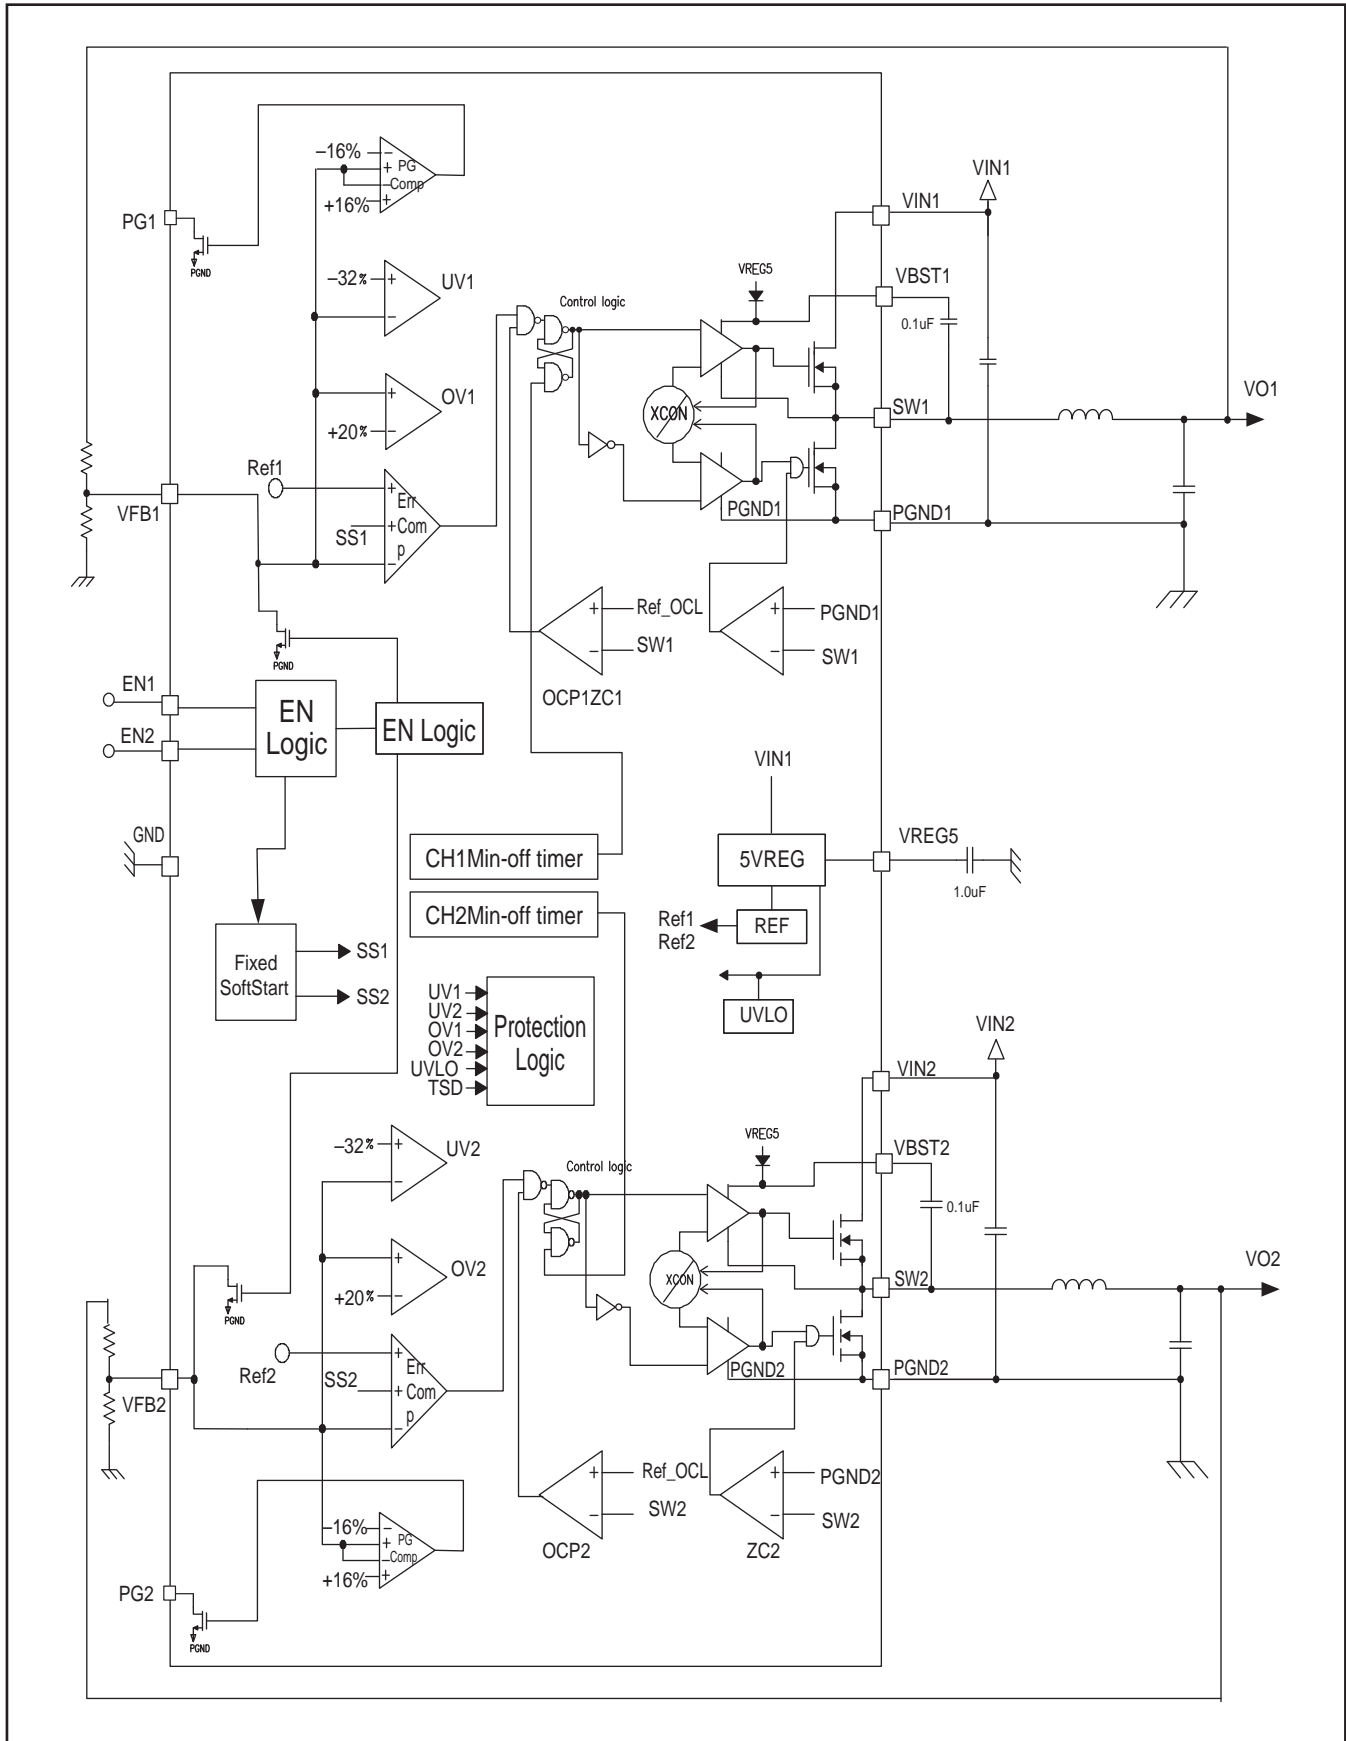 −16%
PG
Comp
+16%
PG1
PGND
VIN1
VIN1
−32%
UV1
VREG5
VBST1
Control logic
0.1uF
OV1
XCON
SW1
VO1
+20%
Ref1
Err
Com
p
SS1
VFB1
PGND1
PGND1
Ref_OCL
PGND1
SW1
SW1
PGND
OCP1ZC1
EN1
EN
Logic
EN Logic
EN2
VIN1
GND
CH1Min-off timer
5VREG
VREG5
1.0uF
CH2Min-off timer
Ref1
Ref2
REF
Fixed
SoftStart
SS1
SS2
UV1
UV2
OV1
OV2
UVLO
TSD
Protection
Logic
UVLO
VIN2
VIN2
−32%
UV2
VREG5
VBST2
Control logic
0.1uF
OV2
XCON
SW2
VO2
+20%
PGND
Ref2
Err
Com
p
SS2
VFB2
PGND2
PGND2
Ref_OCL
PGND2
SW2
SW2
OCP2
ZC2
−16%
PG
Comp
+16%
PG2
PGND